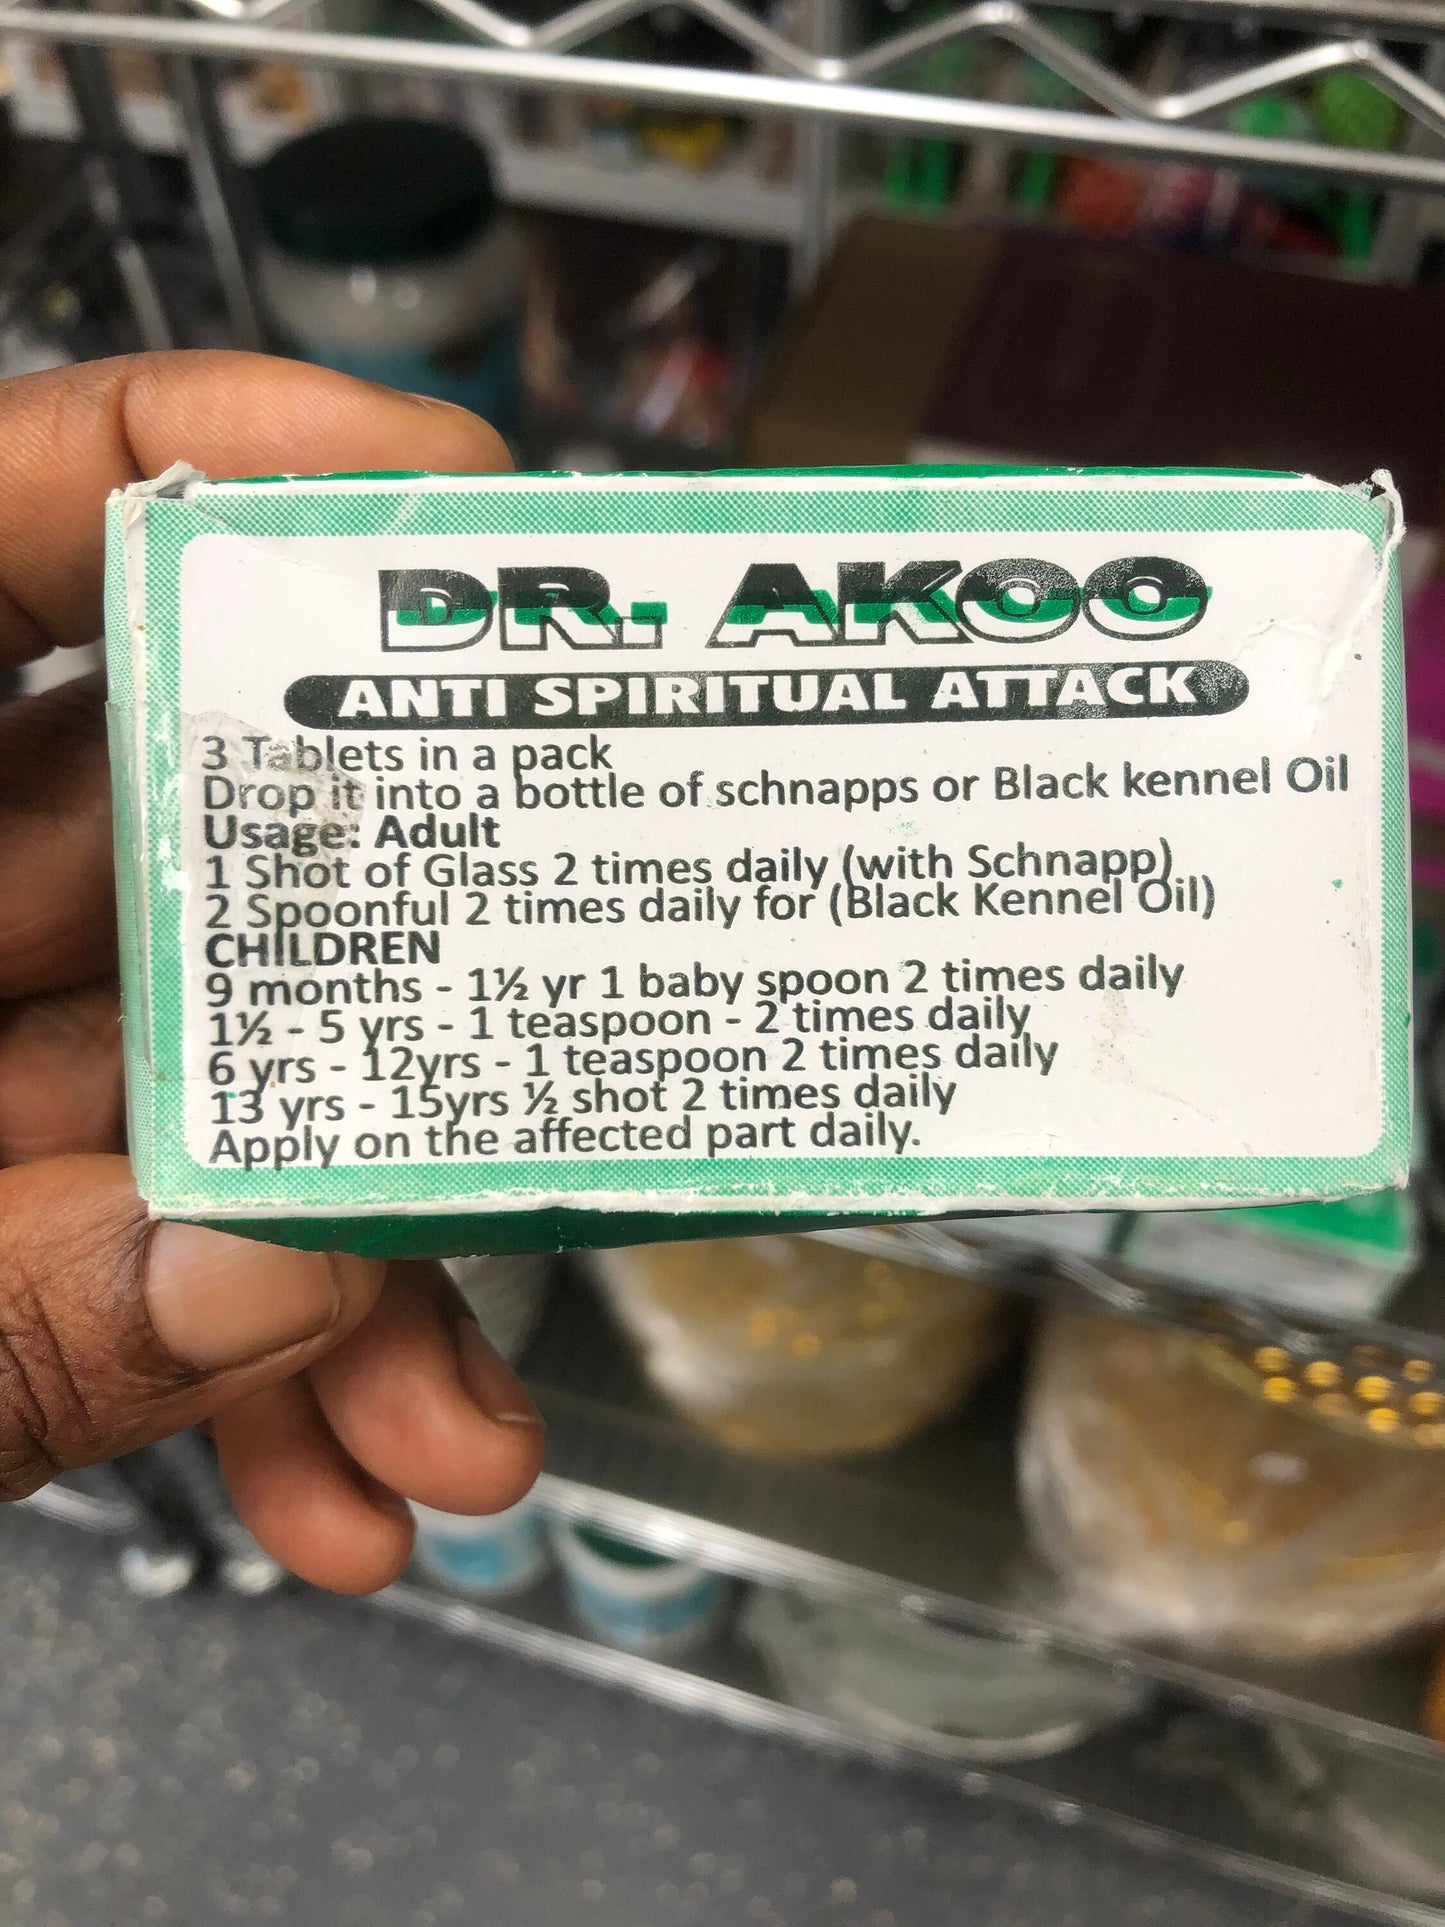 DR. AKOO
ANTI SPIRITUAL ATTACK
3 Tablets in a pack
Drop it into a bottle of schnapps or Black kennel Oil
Usage: Adult
1 Shot of Glass 2 times daily (with Schnapp)
2 Spoonful 2 times daily for (Black Kennel Oil)
CHILDREN
9 months - 1½ yr 1 baby spoon 2 times daily
1½ - 5 yrs - 1 teaspoon - 2 times daily
6 yrs - 12yrs - 1 teaspoon 2 times daily
13 yrs - 15yrs ½ shot 2 times daily
Apply on the affected part daily.